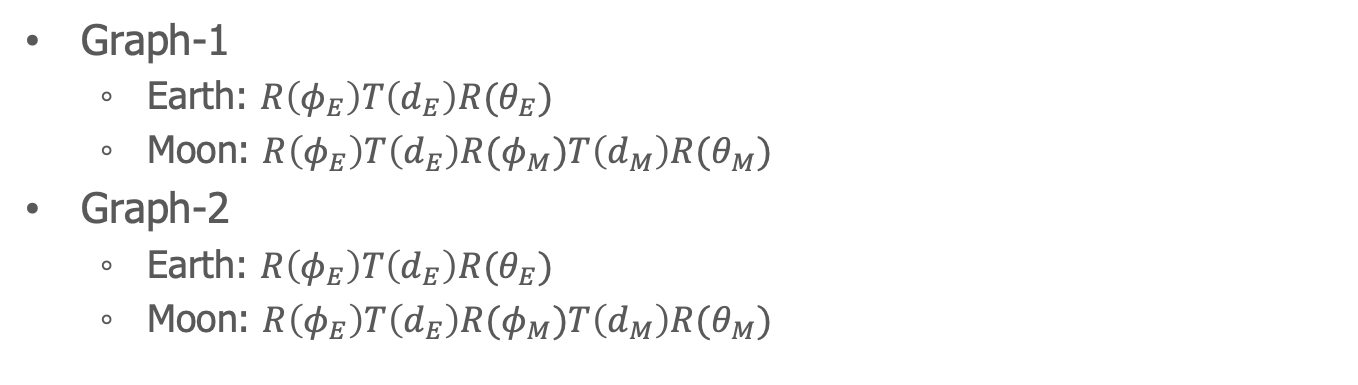 • Graph-1
◦ Earth: 𝑅(𝜙_𝐸)𝑇(𝑑_𝐸)𝑅(𝜃_𝐸)
◦ Moon: 𝑅(𝜙_𝐸)𝑇(𝑑_𝐸)𝑅(𝜙_𝑀)𝑇(𝑑_𝑀)𝑅(𝜃_𝑀)
• Graph-2
◦ Earth: 𝑅(𝜙_𝐸)𝑇(𝑑_𝐸)𝑅(𝜃_𝐸)
◦ Moon: 𝑅(𝜙_𝐸)𝑇(𝑑_𝐸)𝑅(𝜙_𝑀)𝑇(𝑑_𝑀)𝑅(𝜃_𝑀)